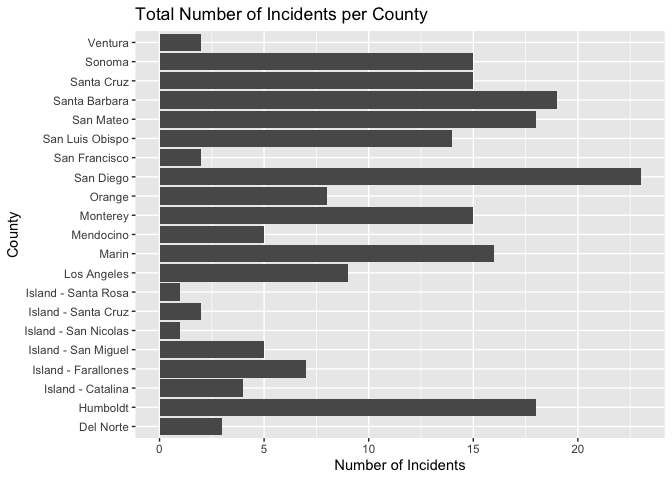 Total Number of Incidents per County
Ventura
Sonoma
Santa Cruz
Santa Barbara
San Mateo
San Luis Obispo
San Francisco
San Diego
Orange
Monterey
Mendocino
Marin
Los Angeles
Island - Santa Rosa
Island - Santa Cruz
Island - San Nicolas
Island - San Miguel
Island - Farallones
Island - Catalina
Humboldt
Del Norte
County
0 5 10 15 20
Number of Incidents